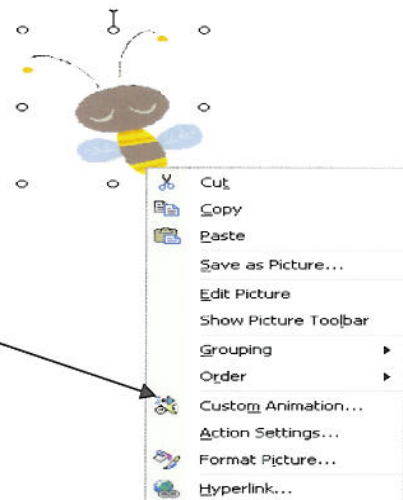 Cut
Copy
Paste
Save as Picture...
Edit Picture
Show Picture Toolbar
Grouping
Order
Custom Animation...
Action Settings...
Format Picture...
Hyperlink...